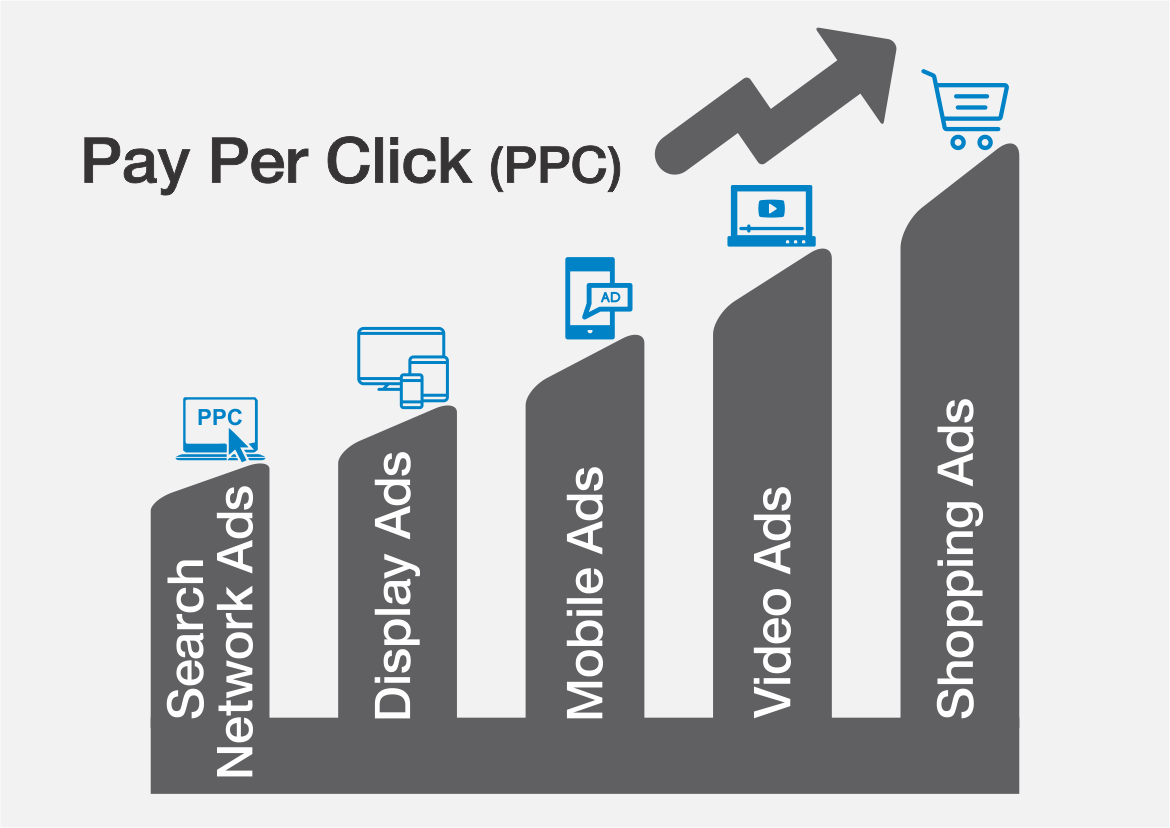 Pay Per Click (PPC)
PPC
AD
Search
Network Ads
Display Ads
Mobile Ads
Video Ads
Shopping Ads